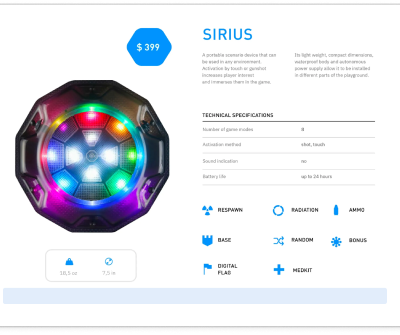 $ 399
SIRIUS
A portable scenario device that can
be used in any environment
Activation by touch or gunshot
Increases player interest
and immerses them in the game.
Its light weight, compact dimensions,
waterproof body and autonomous
power supply allow it to be installed
in different parts of the playground.
TECHNICAL SPECIFICATIONS
Number of game modes 8
Activation method shot, touch
Sound indication no
Battery life up to 24 hours
RESPAWN
RADIATION
AMMO
BASE
RANDOM
BONUS
DIGITAL
FLAG
MEDKIT
7,5 in